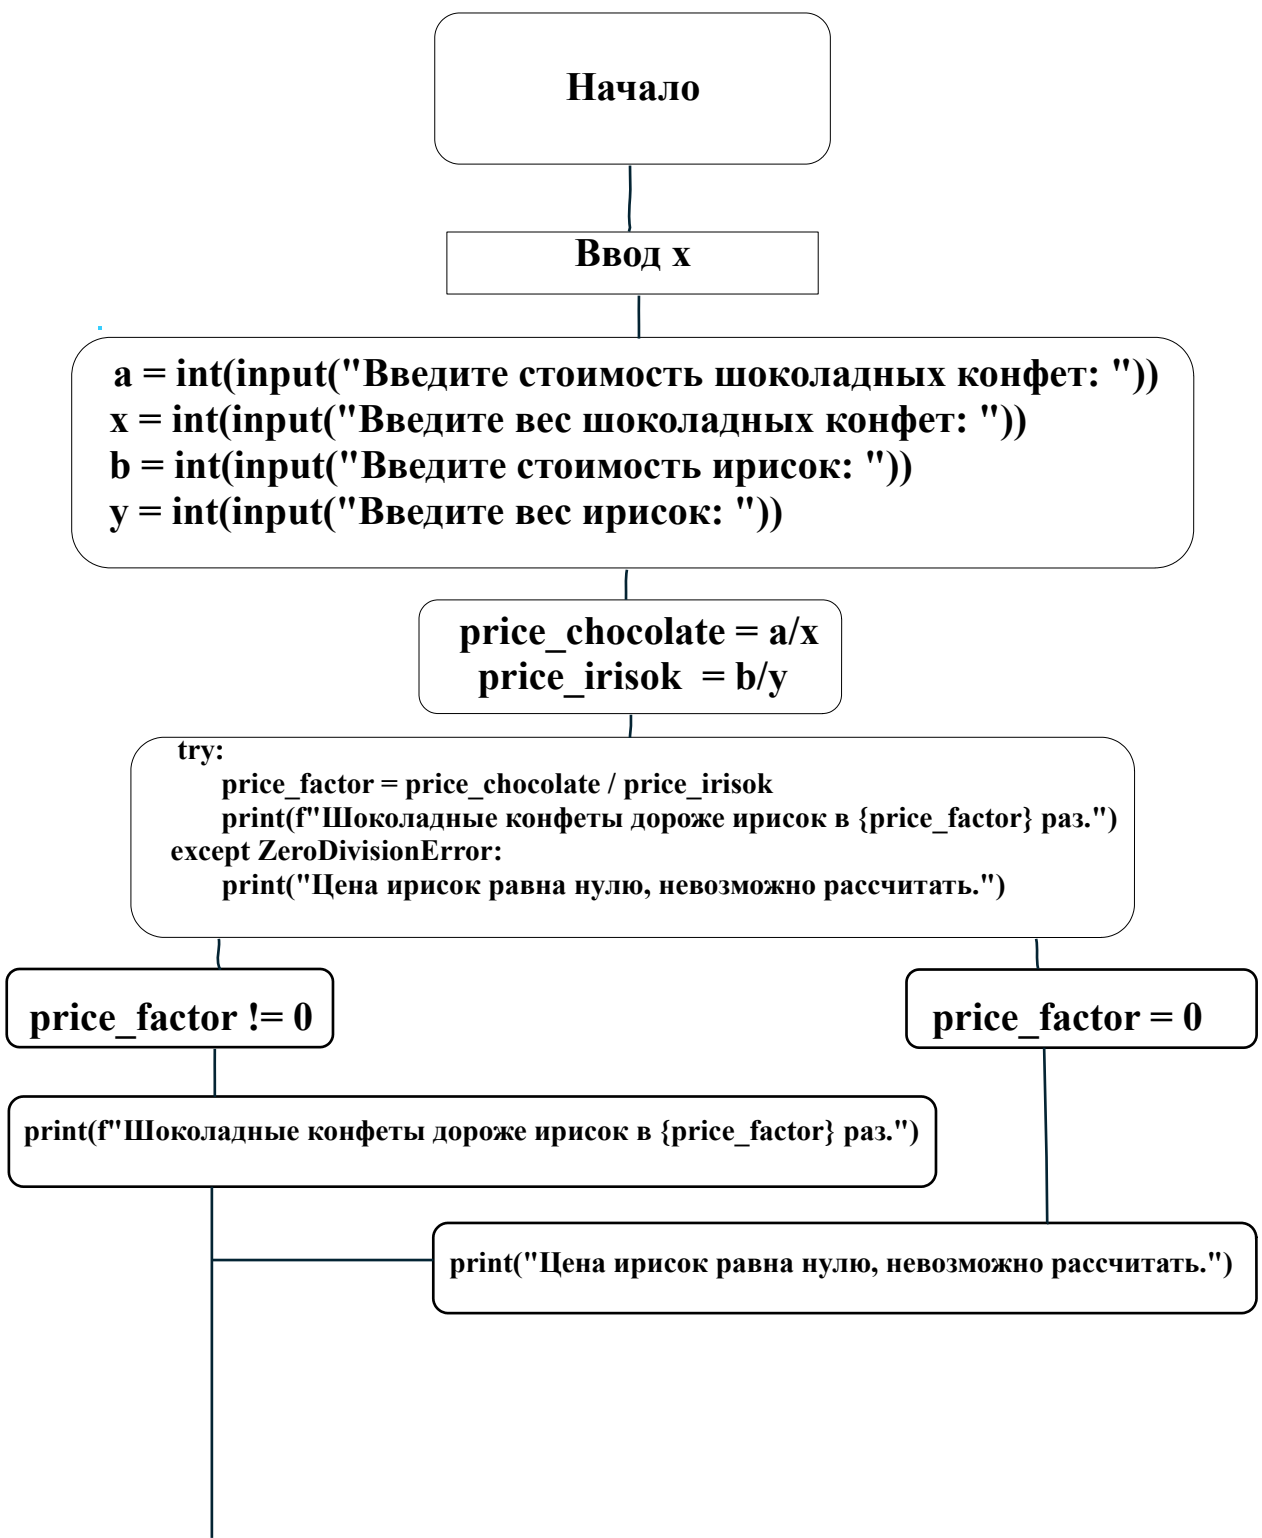 Начало
Ввод x
a = int(input("Введите стоимость шоколадных конфет: "))
x = int(input("Введите вес шоколадных конфет: "))
b = int(input("Введите стоимость ирисок: "))
y = int(input("Введите вес ирисок: "))
price_chocolate = a/x
price_irisok = b/y
try:
price_factor = price_chocolate / price_irisok
print(f"Шоколадные конфеты дороже ирисок в {price_factor} раз.")
except ZeroDivisionError:
print("Цена ирисок равна нулю, невозможно рассчитать.")
price_factor != 0
price_factor = 0
print(f"Шоколадные конфеты дороже ирисок в {price_factor} раз.")
print("Цена ирисок равна нулю, невозможно рассчитать.")